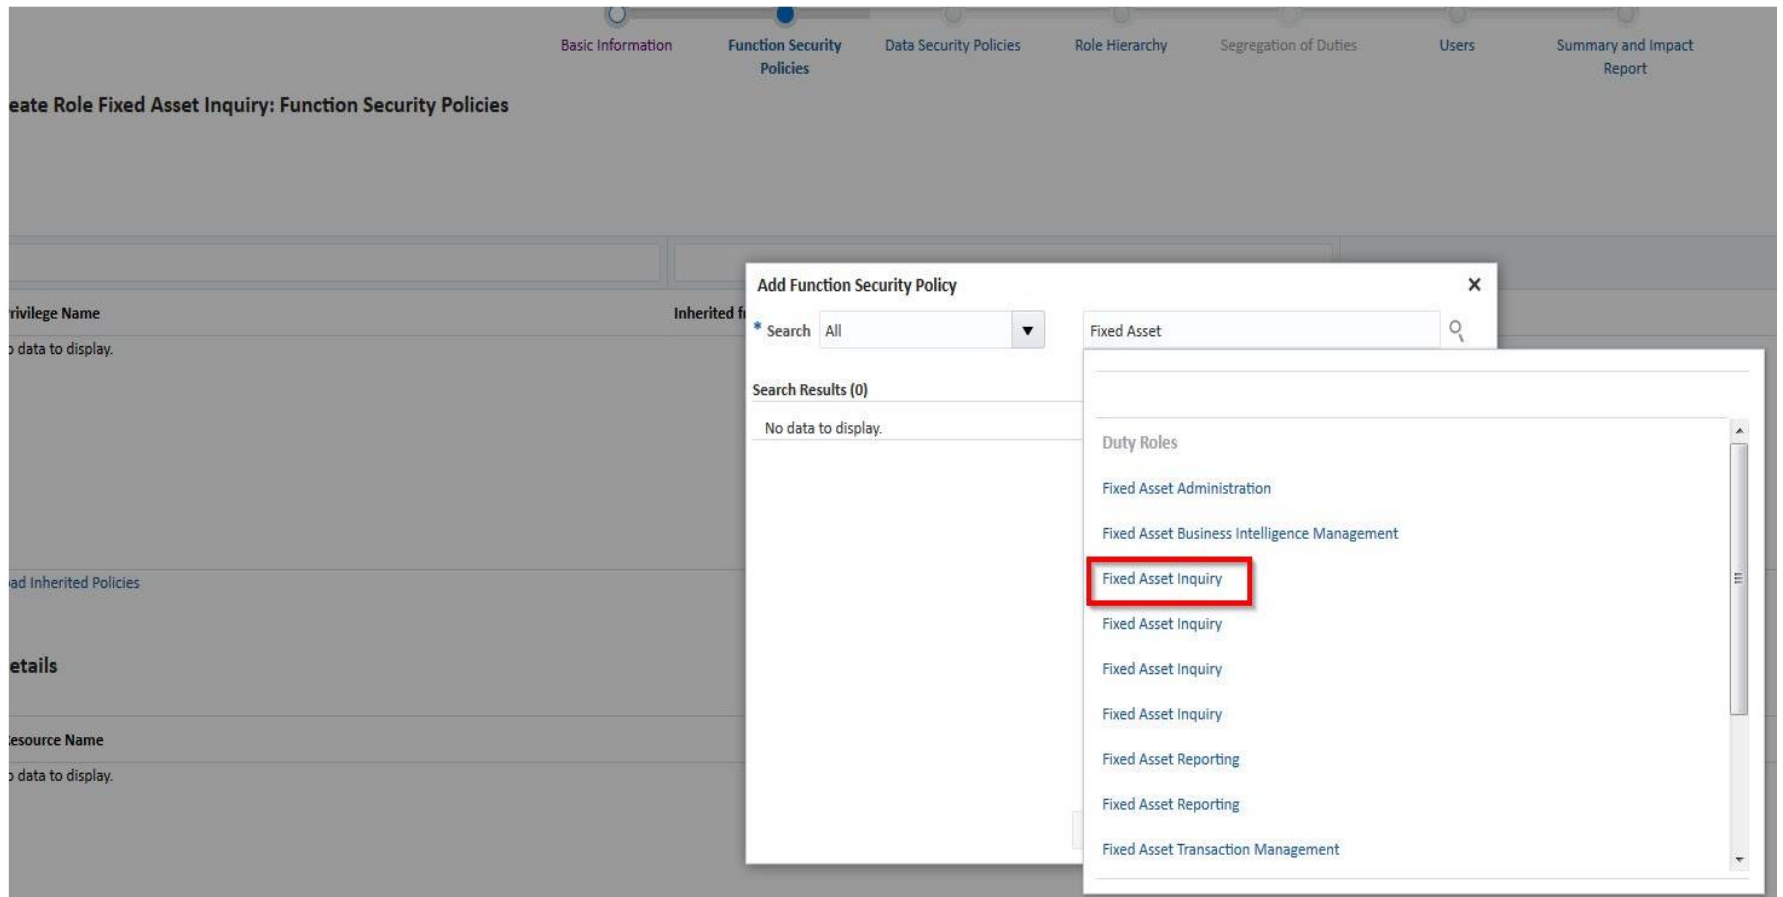 Basic Information
Function Security
Policies
Data Security Policies
Role Hierarchy
Segregation of Duties
Users
Summary and Impact
Report
eate Role Fixed Asset Inquiry: Function Security Policies
Add Function Security Policy
rivilege Name
Inherited f
* Search All
Fixed Asset
o data to display.
Search Results (0)
No data to display.
Duty Roles
Fixed Asset Administration
Fixed Asset Business Intelligence Management
Fixed Asset Inquiry
Fixed Asset Inquiry
Fixed Asset Inquiry
Fixed Asset Inquiry
Fixed Asset Reporting
Fixed Asset Reporting
Fixed Asset Transaction Management
ad Inherited Policies
etails
esource Name
o data to display.